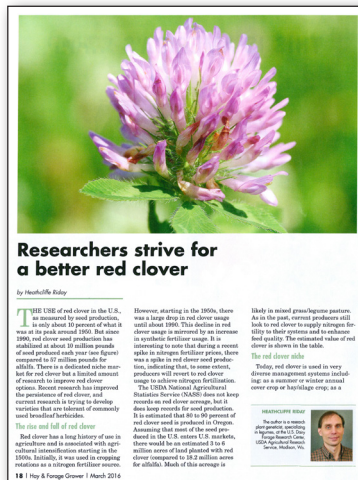 Researchers strive for
a better red clover
by Heathcliffe Riday
THE USE of red clover in the U.S.,
as measured by seed production,
is only about 10 percent of what it
was at its peak around 1950. But since
1990, red clover seed production has
stabilized at about 10 million pounds
of seed produced each year (see figure)
compared to 57 million pounds for
alfalfa. There is a dedicated niche mar-
ket for red clover but a limited amount
of research to improve red clover
options. Recent research has improved
the persistence of red clover, and
current research is trying to develop
varieties that are tolerant of commonly
used broadleaf herbicides.
The rise and fall of red clover
Red clover has a long history of use in
agriculture and is associated with agri-
cultural intensification starting in the
1500s. Initially, it was used in cropping
rotations as a nitrogen fertilizer source.
However, starting in the 1950s, there
was a large drop in red clover usage
until about 1990. This decline in red
clover usage is mirrored by an increase
in synthetic fertilizer usage. It is
interesting to note that during a recent
spike in nitrogen fertilizer prices, there
was a spike in red clover seed produc-
tion, indicating that, to some extent,
producers will revert to red clover
usage to achieve nitrogen fertilization.
The USDA National Agricultural
Statistics Service (NASS) does not keep
records on red clover acreage, but it
does keep records for seed production.
It is estimated that 80 to 90 percent of
red clover seed is produced in Oregon.
Assuming that most of the seed pro-
duced in the U.S. enters U.S. markets,
there would be an estimated 3 to 6
million acres of land planted with red
clover (compared to 18.2 million acres
for alfalfa). Much of this acreage is
likely in mixed grass/legume pasture.
As in the past, current producers still
look to red clover to supply nitrogen fer-
tility to their systems and to enhance
feed quality. The estimated value of red
clover is shown in the table.
The red clover niche
Today, red clover is used in very
diverse management systems includ-
ing: as a summer or winter annual
cover crop or hay/silage crop; as a
HEATHCLIFFE RIDAY
The author is a research
plant geneticist, specializing
in legumes, at the U.S. Dairy
Forage Research Center,
USDA Agricultural Research
Service, Madison, Wis.
18 | Hay & Forage Grower | March 2016